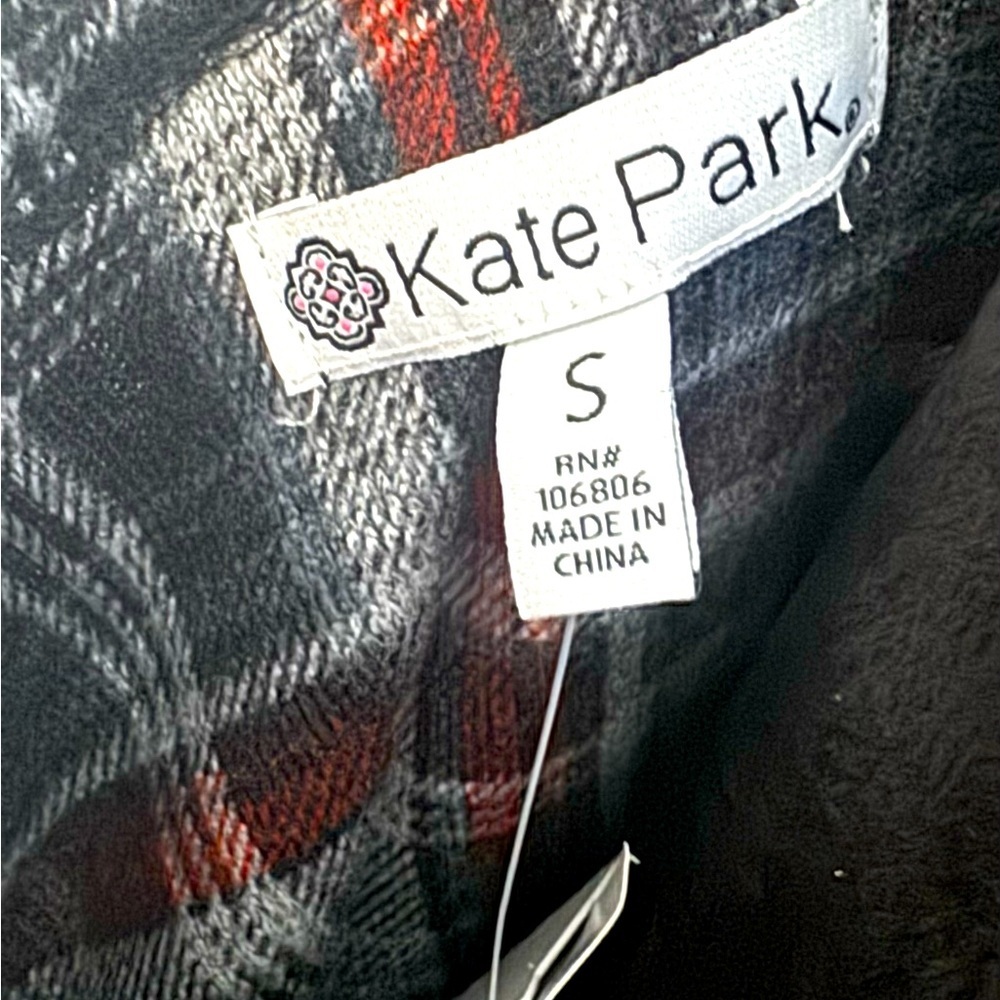 Kate Park®
S
RN#
106806
MADE IN
CHINA